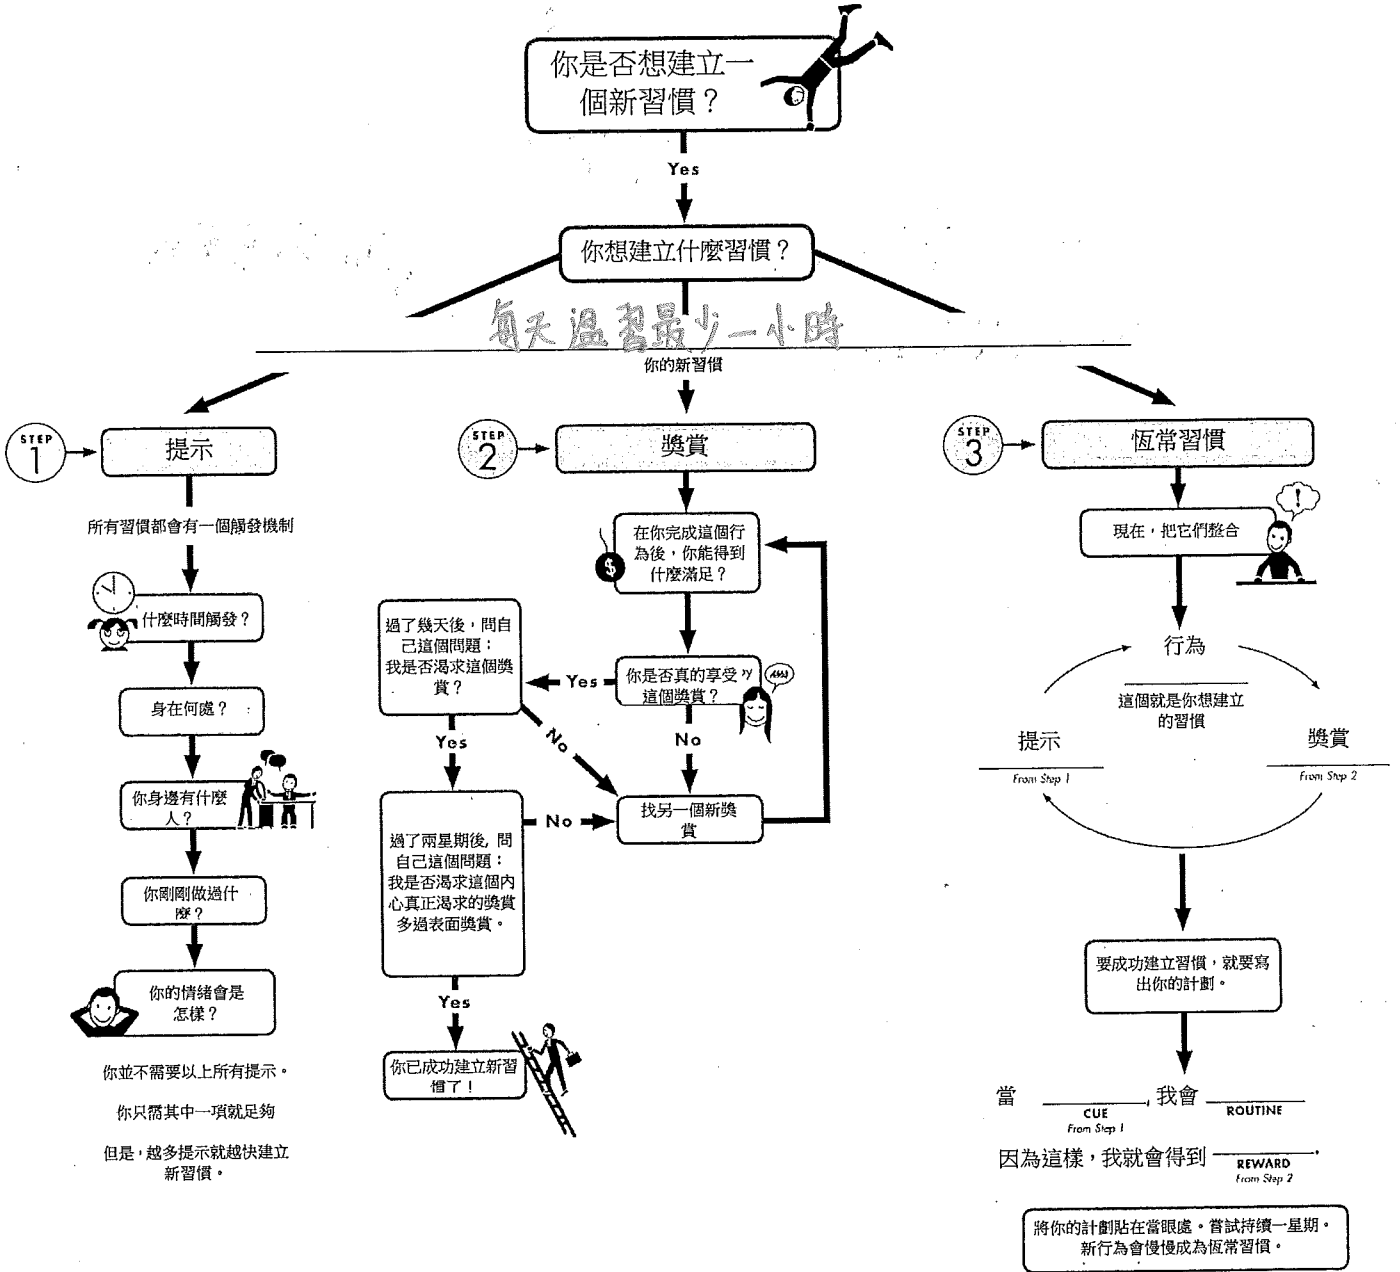 你是否想建立一
個新習慣？
Yes
你想建立什麼習慣？
每天溫習最少一小時
你的新習慣
STEP
1
提示
所有習慣都會有一個觸發機制
什麼時間觸發？
身在何處？
你身邊有什麼
人？
你剛剛做過什
麼？
你的情緒會是
怎樣？
你並不需要以上所有提示。
你只需其中一項就足夠
但是，越多提示就越快建立
新習慣。
STEP
2
獎賞
在你完成這個行
為後，你能得到
什麼滿足？
$
你是否真的享受
這個獎賞？
Yes
No
過了幾天後，問自
己這個問題：
我是否渴求這個獎
賞？
Yes
No
找另一個新獎
賞
過了兩星期後，問
自己這個問題：
我是否渴求這個內
心真正渴求的獎賞
多過表面獎賞。
No
Yes
你已成功建立新習
慣了！
STEP
3
恆常習慣
!
現在，把它們整合
行為
這個就是你想建立
的習慣
提示
From Step 1
獎賞
From Step 2
要成功建立習慣，就要寫
出你的計劃。
當 ，我會
CUE ROUTINE
From Step 1
因為這樣，我就會得到 .
REWARD
From Step 2
將你的計劃貼在當眼處。嘗試持續一星期。
新行為會慢慢成為恆常習慣。